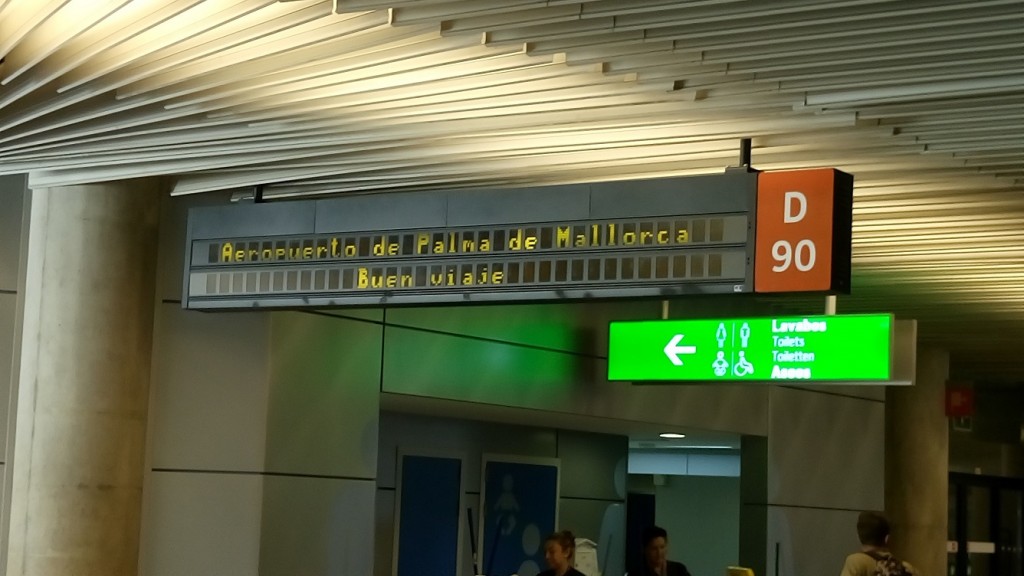 Aeropuerto de Palma de Mallorca
Buen viaje
D
90
Lavabos
Toilets
Toiletten
Aseos